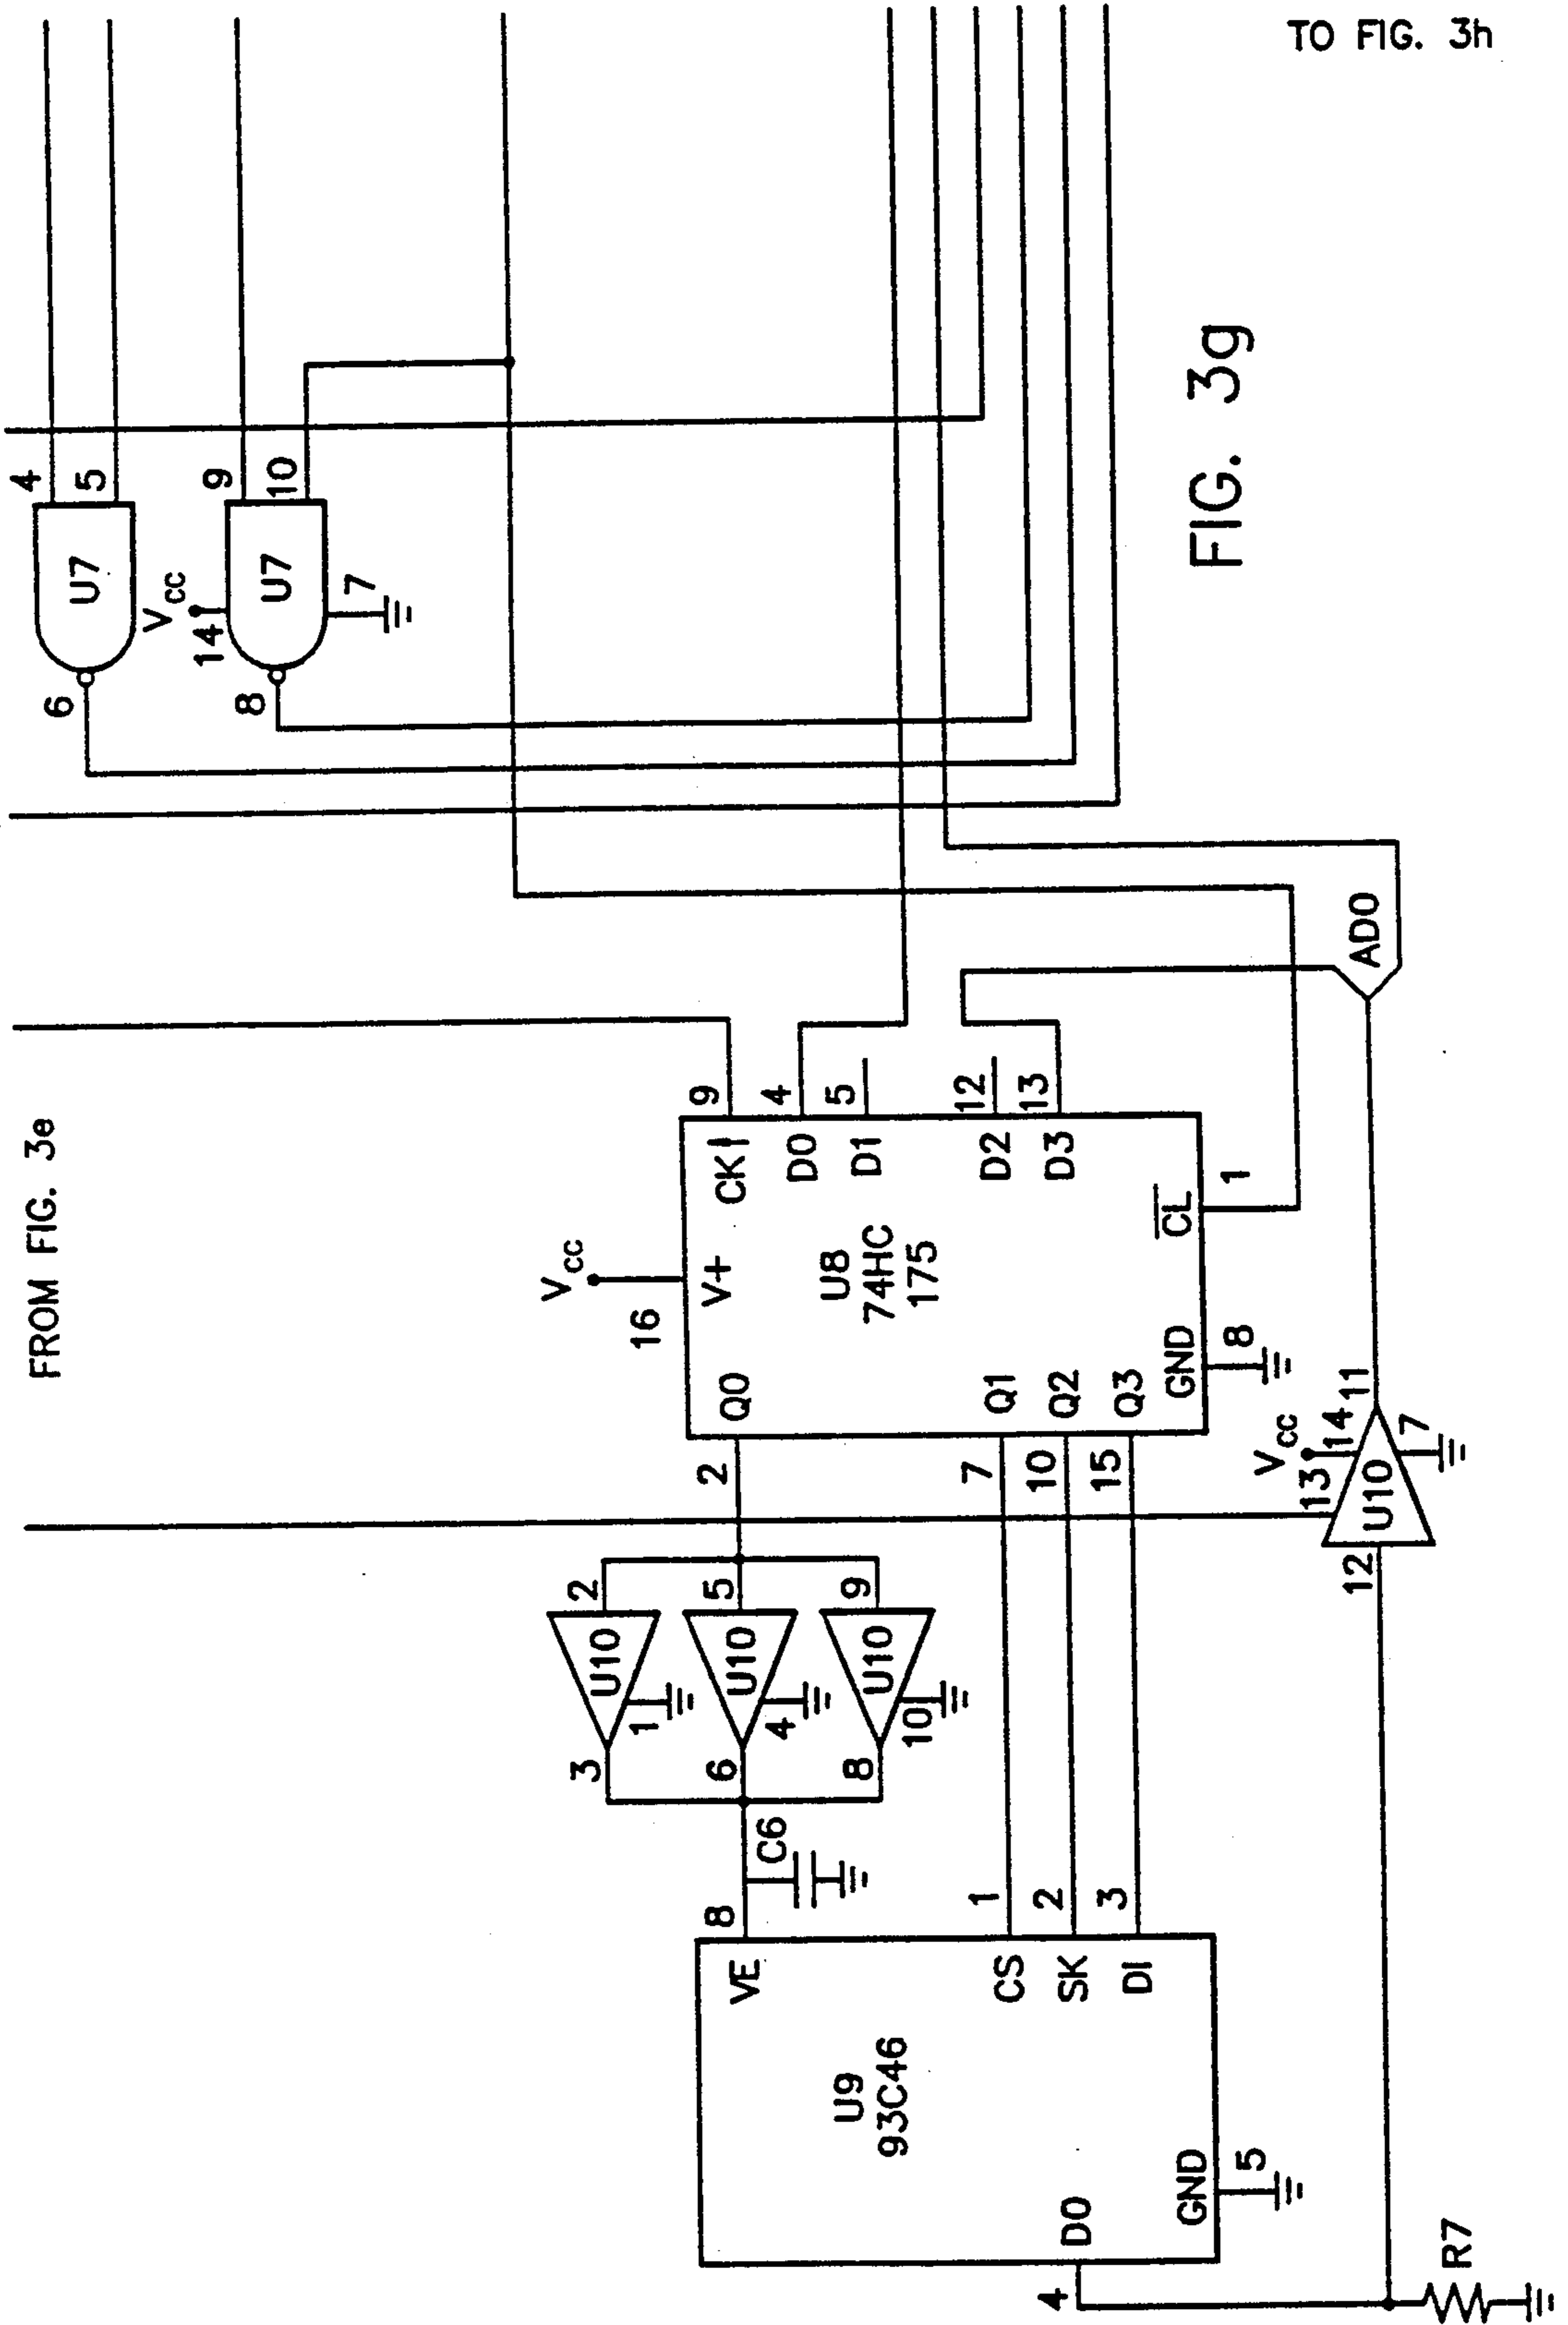 TO FIG. 3h
FROM FIG. 3e
FIG. 3g
4
5
U7
6
9
10
U7
VCC
14
7
8
VCC
16
V+
Q0
2
CK
9
D0
4
D1
5
D2
12
D3
13
U8
74HC
175
CL
1
GND
8
Q1
7
Q2
10
Q3
15
AD0
2
U10
1
3
5
U10
4
6
9
U10
10
8
C6
8
VE
1
CS
2
SK
3
DI
U9
93C46
DO
4
GND
5
VCC
13
14
11
U10
7
12
R7